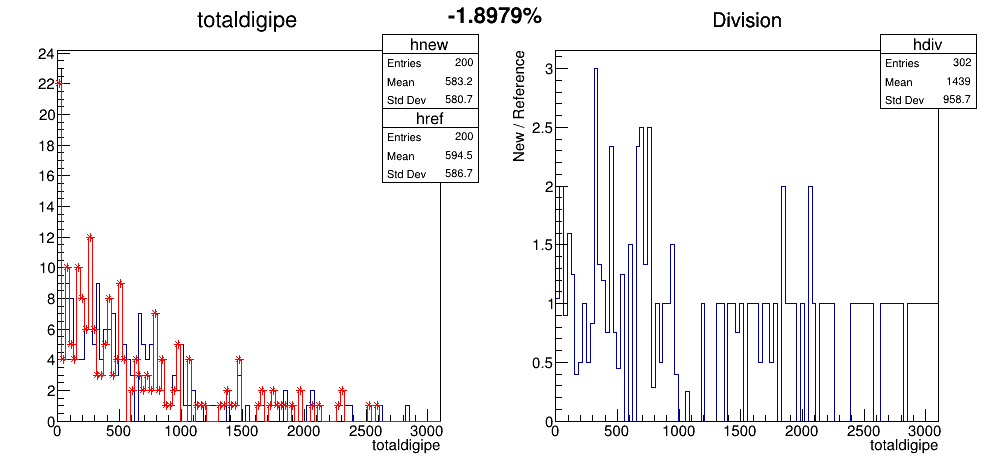 -1.8979%
totaldigipe
hnew
Entries 200
Mean 583.2
Std Dev 580.7
href
Entries 200
Mean 594.5
Std Dev 586.7
24
22
20
18
16
14
12
10
8
6
4
2
0
0 500 1000 1500 2000 2500 3000
totaldigipe
Division
hdiv
Entries 302
Mean 1439
Std Dev 958.7
New / Reference
3
2.5
2
1.5
1
0.5
0
0 500 1000 1500 2000 2500 3000
totaldigipe